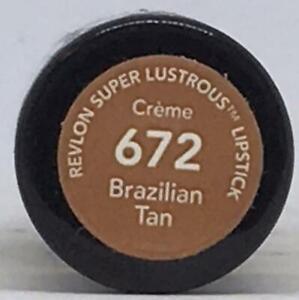 REVLON SUPER LUSTROUS™ LIPSTICK
Crème
672
Brazilian
Tan